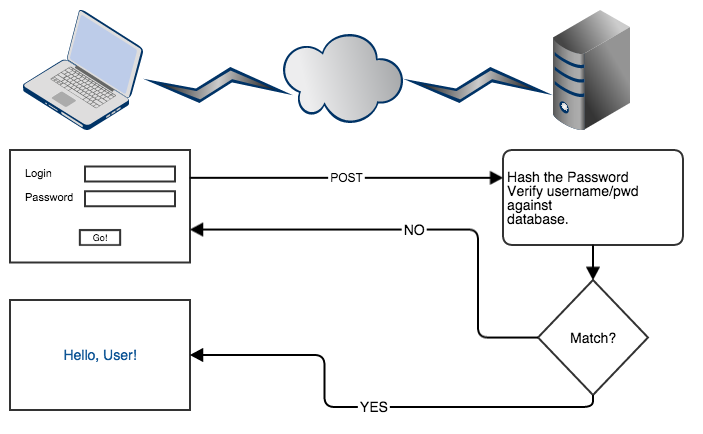 Login
Password
Go!
POST
Hash the Password
Verify username/pwd
against
database.
NO
Match?
Hello, User!
YES